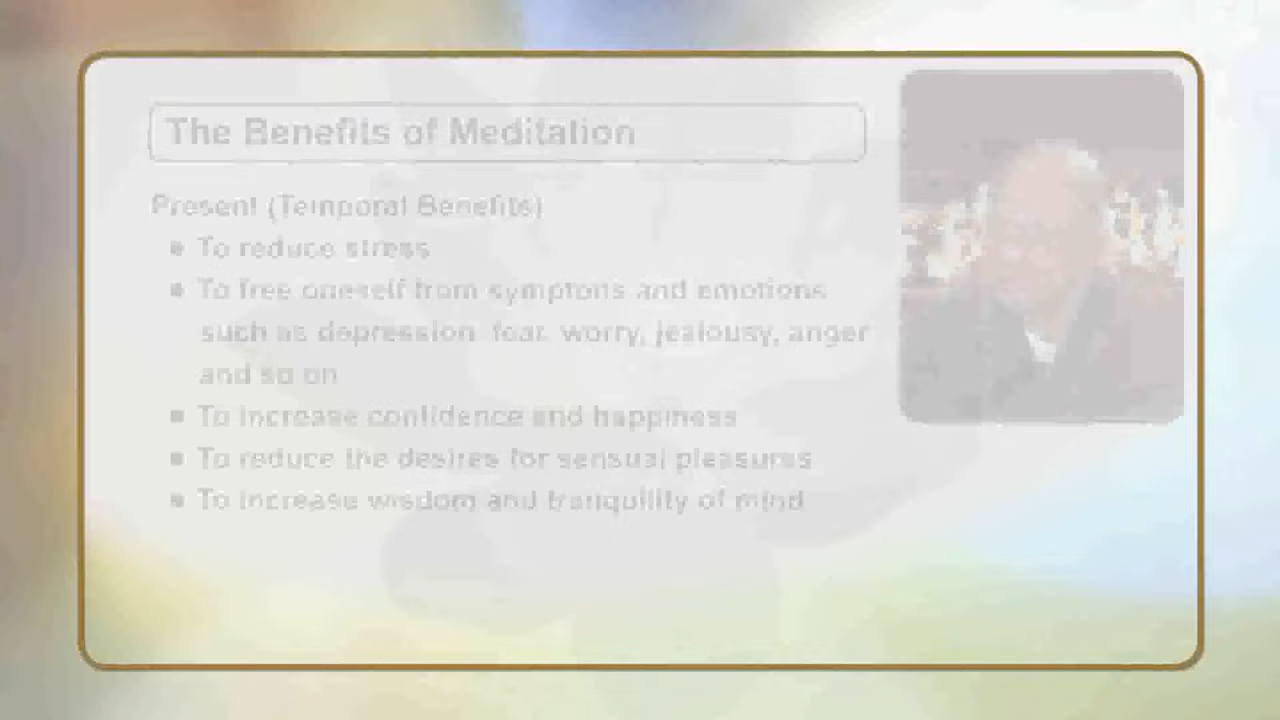 The Benefits of Meditation
Present (Temporal Benefits)
To reduce stress
To free oneself from symptons and emotions
such as depression, fear, worry, jealousy, anger
and so on
To increase confidence and happiness
To reduce the desires for sensual pleasures
To increase wisdom and tranquility of mind